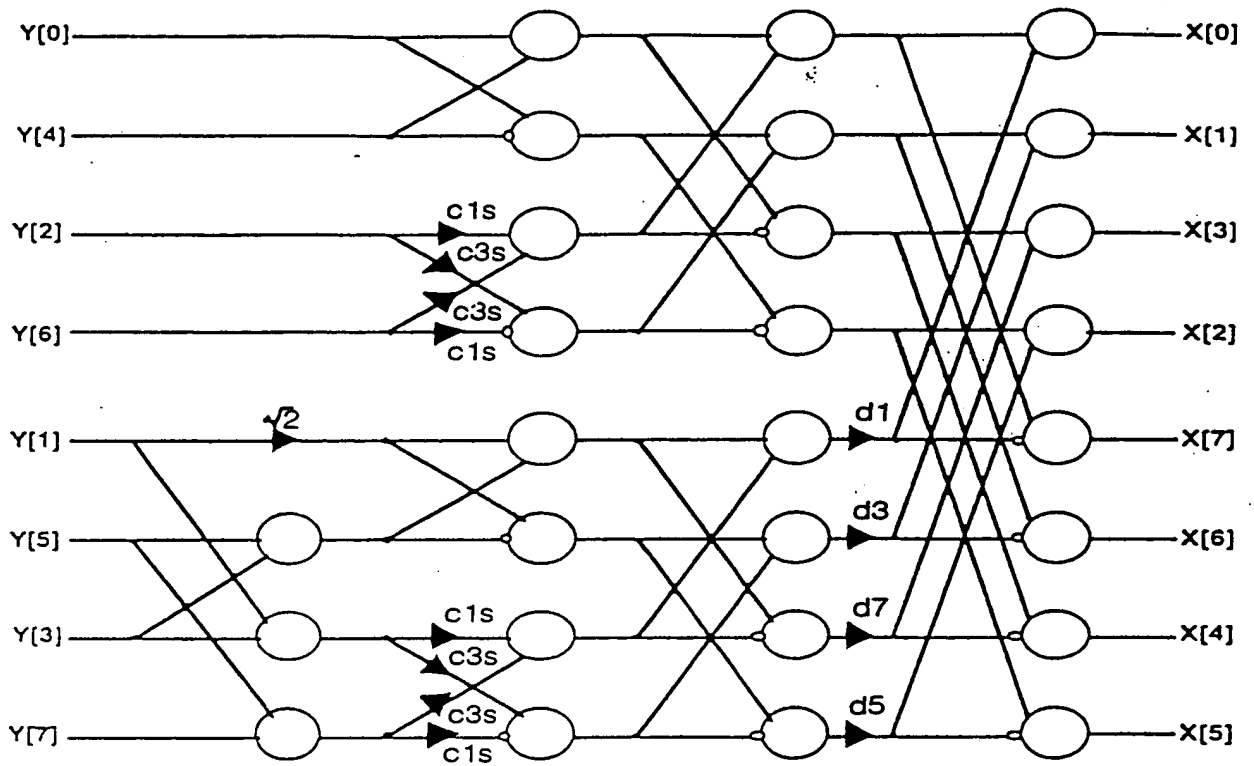 Y[0] X[0]
Y[4] X[1]
c1s
Y[2] X[3]
c3s
c3s
Y[6] X[2]
c1s
√2 d1
Y[1] X[7]
d3
Y[5] X[6]
c1s d7
Y[3] X[4]
c3s
c3s d5
Y[7] X[5]
c1s